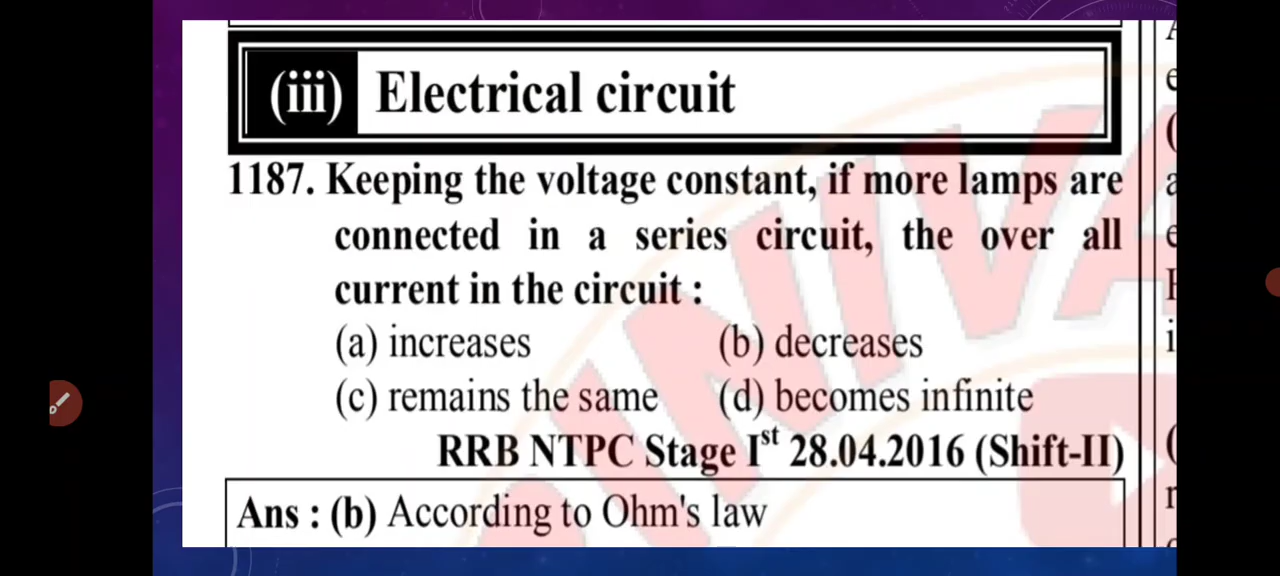 (iii) Electrical circuit
1187. Keeping the voltage constant, if more lamps are
connected in a series circuit, the over all
current in the circuit :
(a) increases (b) decreases
(c) remains the same (d) becomes infinite
RRB NTPC Stage Ist 28.04.2016 (Shift-II)
Ans : (b) According to Ohm's law